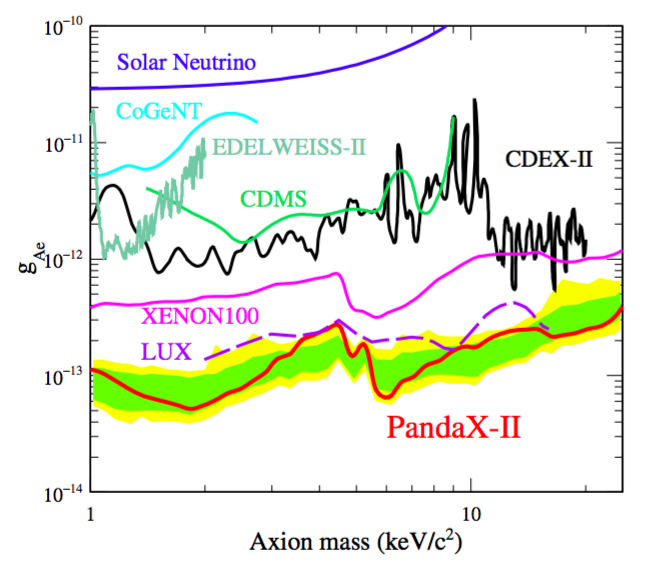 10⁻¹⁰
Solar Neutrino
CoGeNT
10⁻¹¹
EDELWEISS-II
CDEX-II
CDMS
g_Ae
10⁻¹²
XENON100
LUX
10⁻¹³
PandaX-II
10⁻¹⁴
1
10
Axion mass (keV/c²)